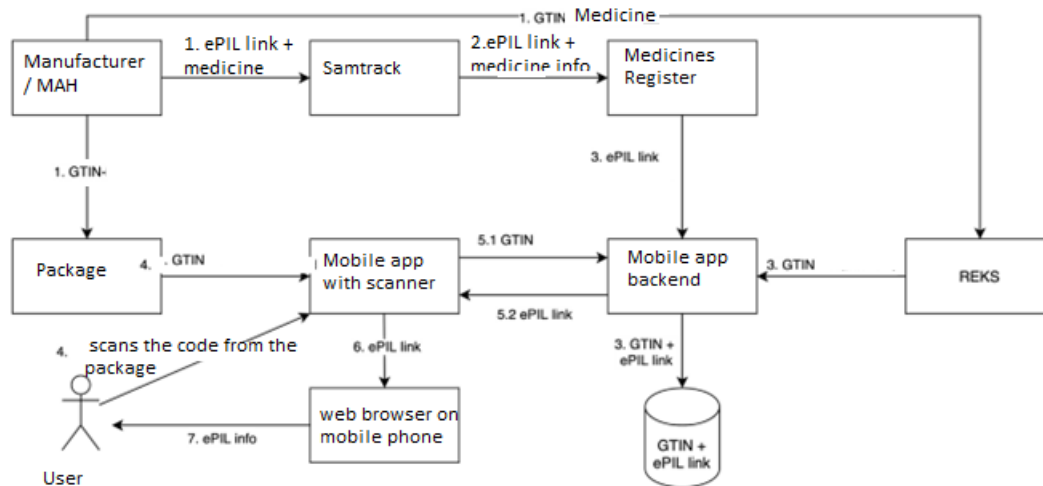 1. GTIN Medicine
Manufacturer
/ MAH
1. ePIL link +
medicine
Samtrack
2.ePIL link +
medicine info
Medicines
Register
1. GTIN-
3. ePIL link
Package
4. . GTIN
Mobile app
with scanner
5.1 GTIN
5.2 ePIL link
Mobile app
backend
3. GTIN
REKS
4. scans the code from the
package
6. ePIL link
3. GTIN +
ePIL link
web browser on
mobile phone
7. ePIL info
GTIN +
ePIL link
User